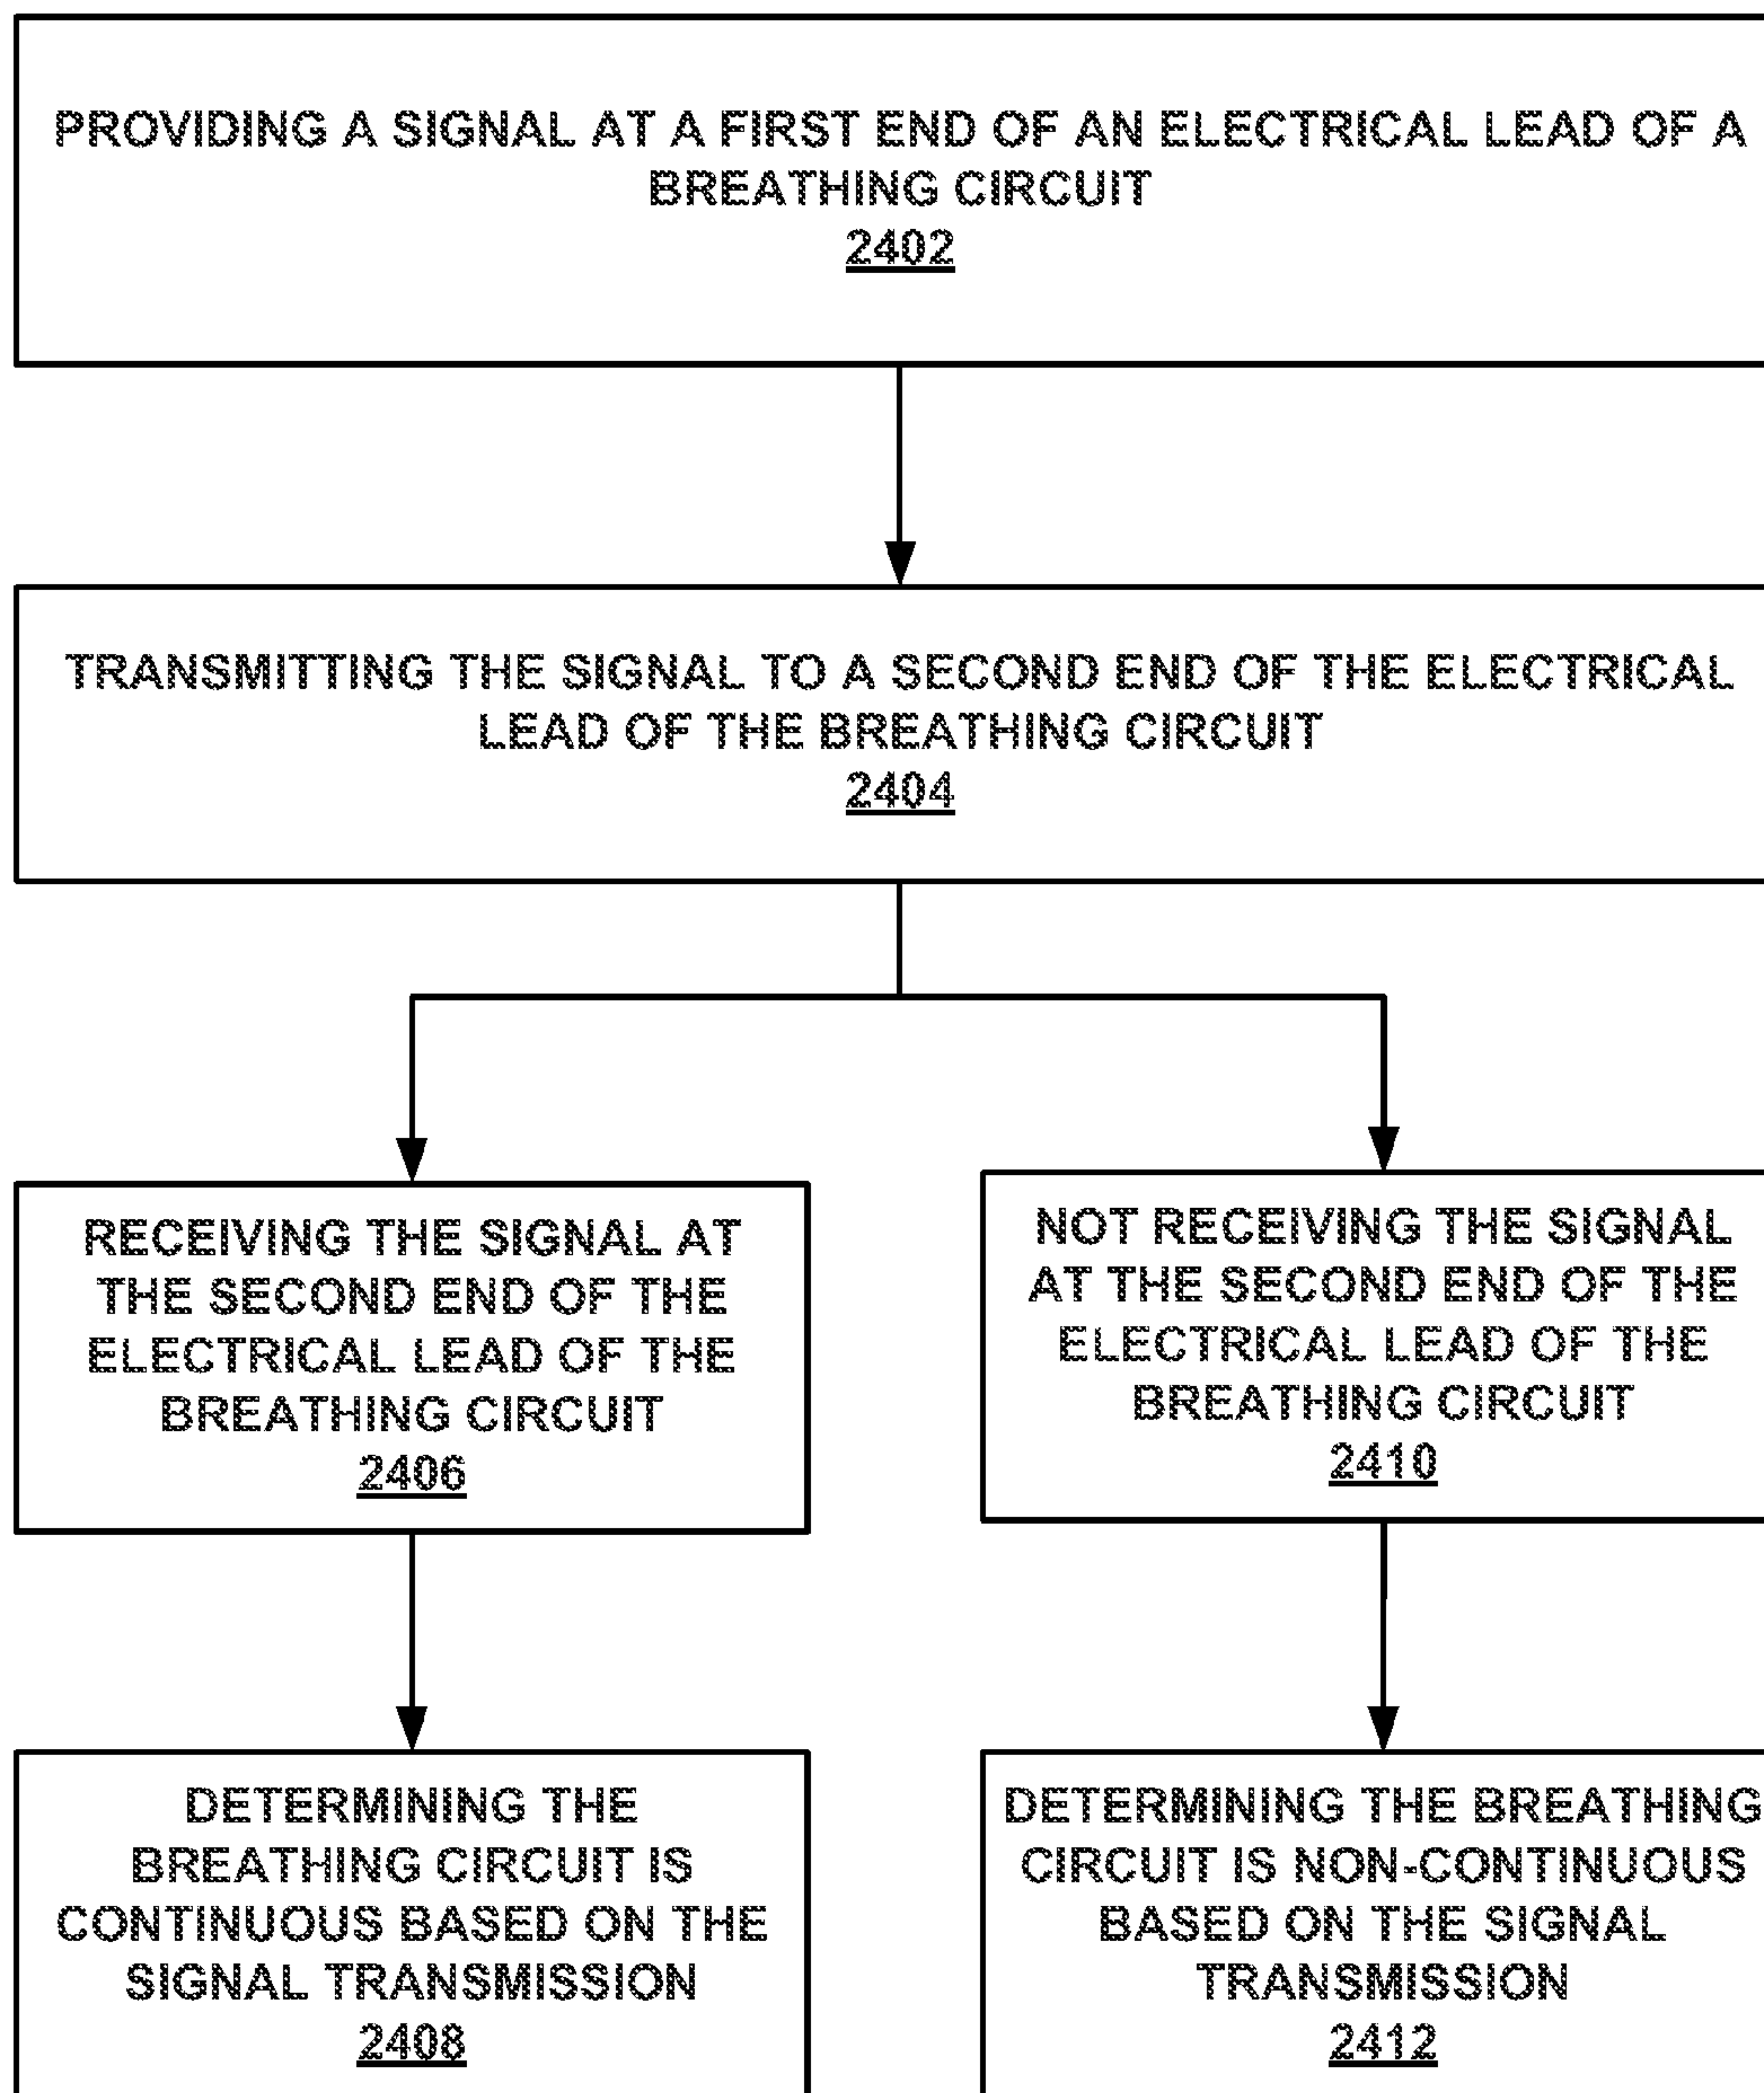 PROVIDING A SIGNAL AT A FIRST END OF AN ELECTRICAL LEAD OF A
BREATHING CIRCUIT
2402
TRANSMITTING THE SIGNAL TO A SECOND END OF THE ELECTRICAL
LEAD OF THE BREATHING CIRCUIT
2404
RECEIVING THE SIGNAL AT
THE SECOND END OF THE
ELECTRICAL LEAD OF THE
BREATHING CIRCUIT
2406
NOT RECEIVING THE SIGNAL
AT THE SECOND END OF THE
ELECTRICAL LEAD OF THE
BREATHING CIRCUIT
2410
DETERMINING THE
BREATHING CIRCUIT IS
CONTINUOUS BASED ON THE
SIGNAL TRANSMISSION
2408
DETERMINING THE BREATHING
CIRCUIT IS NON-CONTINUOUS
BASED ON THE SIGNAL
TRANSMISSION
2412